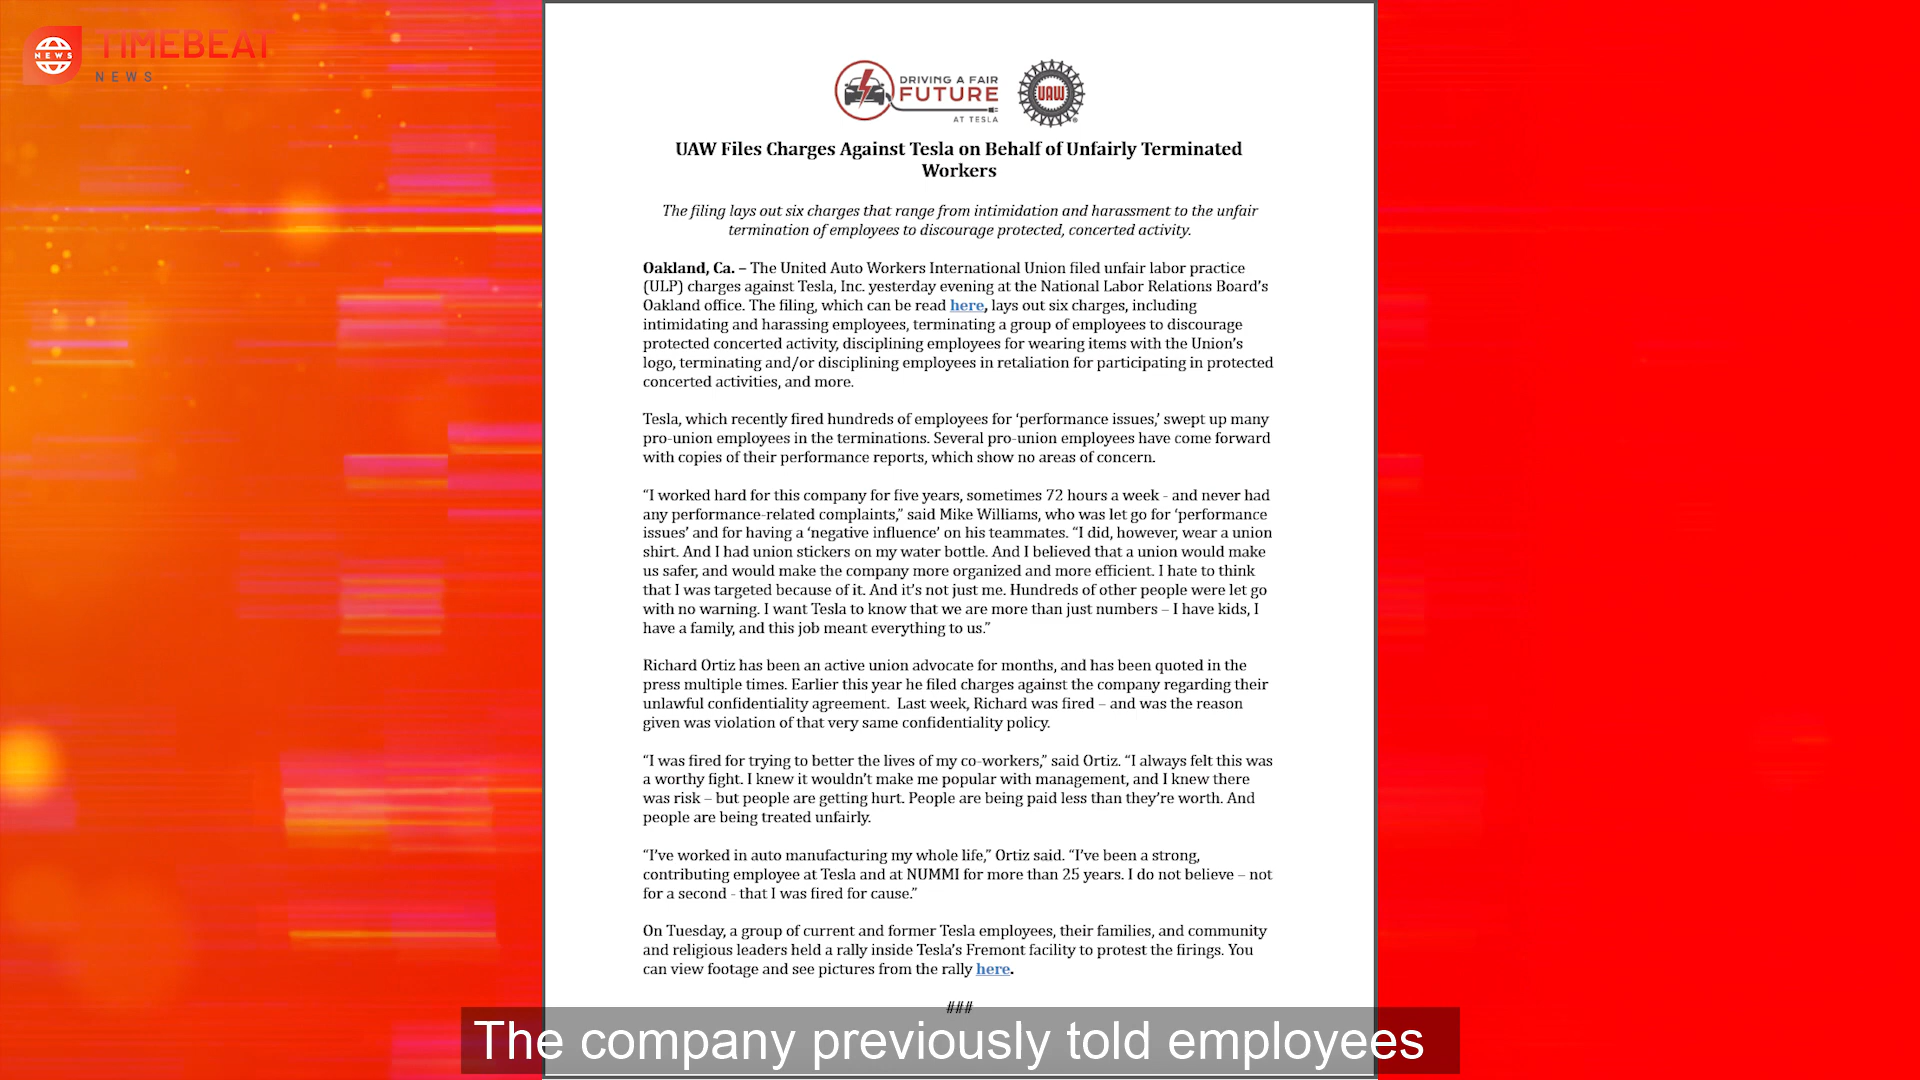 TIMEBEAT
NEWS
NEWS
DRIVING A FAIR
FUTURE
AT TESLA
UAW
UAW Files Charges Against Tesla on Behalf of Unfairly Terminated
Workers
The filing lays out six charges that range from intimidation and harassment to the unfair
termination of employees to discourage protected, concerted activity.
Oakland, Ca. – The United Auto Workers International Union filed unfair labor practice
(ULP) charges against Tesla, Inc. yesterday evening at the National Labor Relations Board’s
Oakland office. The filing, which can be read here, lays out six charges, including
intimidating and harassing employees, terminating a group of employees to discourage
protected concerted activity, disciplining employees for wearing items with the Union’s
logo, terminating and/or disciplining employees in retaliation for participating in protected
concerted activities, and more.
Tesla, which recently fired hundreds of employees for ‘performance issues,’ swept up many
pro-union employees in the terminations. Several pro-union employees have come forward
with copies of their performance reports, which show no areas of concern.
“I worked hard for this company for five years, sometimes 72 hours a week - and never had
any performance-related complaints,” said Mike Williams, who was let go for ‘performance
issues’ and for having a ‘negative influence’ on his teammates. “I did, however, wear a union
shirt. And I had union stickers on my water bottle. And I believed that a union would make
us safer, and would make the company more organized and more efficient. I hate to think
that I was targeted because of it. And it’s not just me. Hundreds of other people were let go
with no warning. I want Tesla to know that we are more than just numbers – I have kids, I
have a family, and this job meant everything to us.”
Richard Ortiz has been an active union advocate for months, and has been quoted in the
press multiple times. Earlier this year he filed charges against the company regarding their
unlawful confidentiality agreement.  Last week, Richard was fired – and was the reason
given was violation of that very same confidentiality policy.
“I was fired for trying to better the lives of my co-workers,” said Ortiz. “I always felt this was
a worthy fight. I knew it wouldn’t make me popular with management, and I knew there
was risk – but people are getting hurt. People are being paid less than they’re worth. And
people are being treated unfairly.
“I’ve worked in auto manufacturing my whole life,” Ortiz said. “I’ve been a strong,
contributing employee at Tesla and at NUMMI for more than 25 years. I do not believe – not
for a second - that I was fired for cause.”
On Tuesday, a group of current and former Tesla employees, their families, and community
and religious leaders held a rally inside Tesla’s Fremont facility to protest the firings. You
can view footage and see pictures from the rally here.
###
The company previously told employees